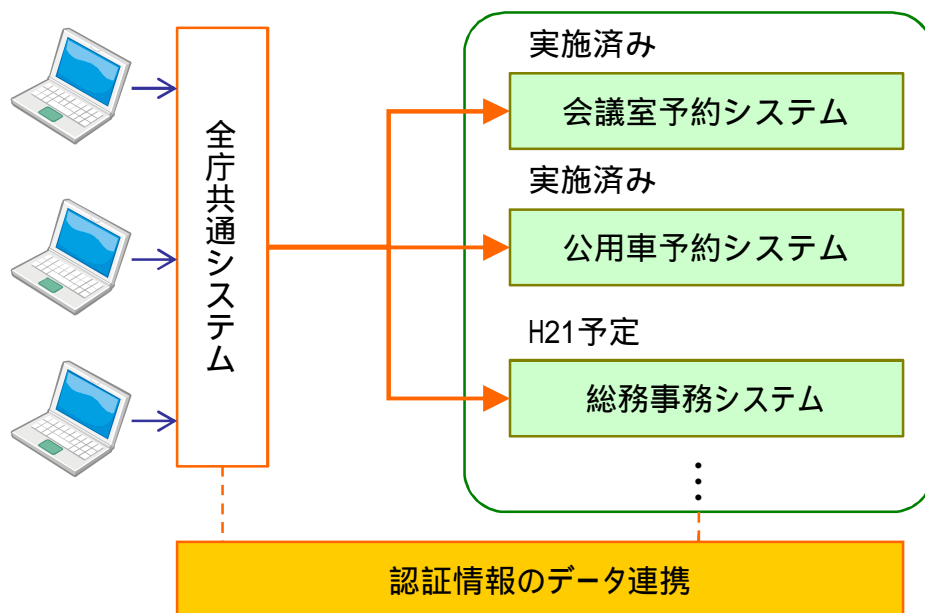 全庁共通システム
実施済み
会議室予約システム
実施済み
公用車予約システム
H21予定
総務事務システム
⋮
認証情報のデータ連携